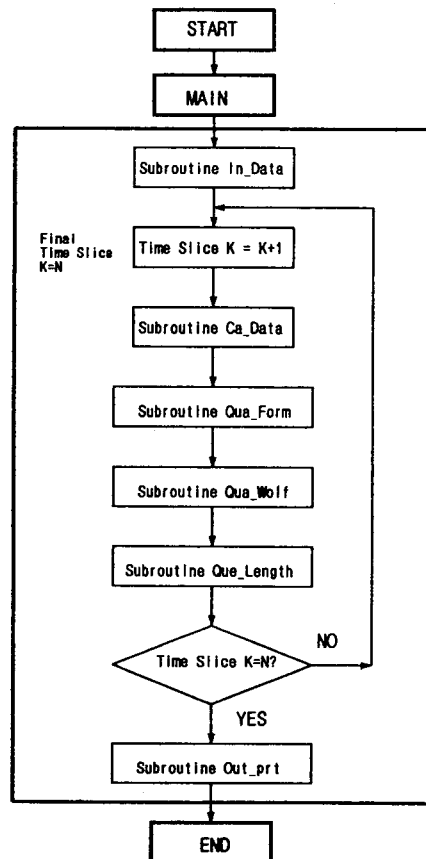 START
MAIN
Subroutine In_Data
Final
Time Slice
K=N
Time Slice K = K+1
Subroutine Ca_Data
Subroutine Qua_Form
Subroutine Qua_Wolf
Subroutine Que_Length
Time Slice K=N?
NO
YES
Subroutine Out_prt
END